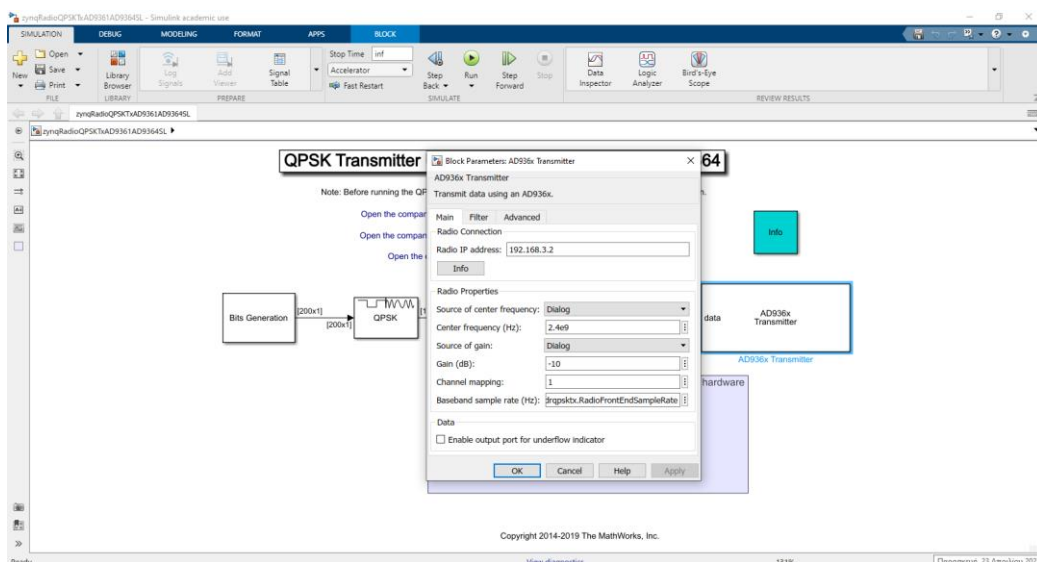 zynqRadioQPSKTxAD9361AD9364SL - Simulink academic use
SIMULATION DEBUG MODELING FORMAT APPS BLOCK
New
Open
Save
Print
FILE
Library Browser
LIBRARY
Log Signals
Add Viewer
Signal Table
PREPARE
Stop Time inf
Accelerator
Fast Restart
Step Back
Run
Step Forward
Stop
SIMULATE
Data Inspector
Logic Analyzer
Bird's-Eye Scope
REVIEW RESULTS
zynqRadioQPSKTxAD9361AD9364SL
zynqRadioQPSKTxAD9361AD9364SL
QPSK Transmitter
64
Note: Before running the QP
Open the compan
Open the compan
Open the
Info
Bits Generation
[200x1]
[200x1]
QPSK
[1
data
AD936x
Transmitter
AD936x Transmitter
hardware
Block Parameters: AD936x Transmitter
AD936x Transmitter
Transmit data using an AD936x.
Main Filter Advanced
Radio Connection
Radio IP address: 192.168.3.2
Info
Radio Properties
Source of center frequency: Dialog
Center frequency (Hz): 2.4e9
Source of gain: Dialog
Gain (dB): -10
Channel mapping: 1
Baseband sample rate (Hz): drqpsktx.RadioFrontEndSampleRate
Data
Enable output port for underflow indicator
OK Cancel Help Apply
Copyright 2014-2019 The MathWorks, Inc.
Ready View diagnostics 131%